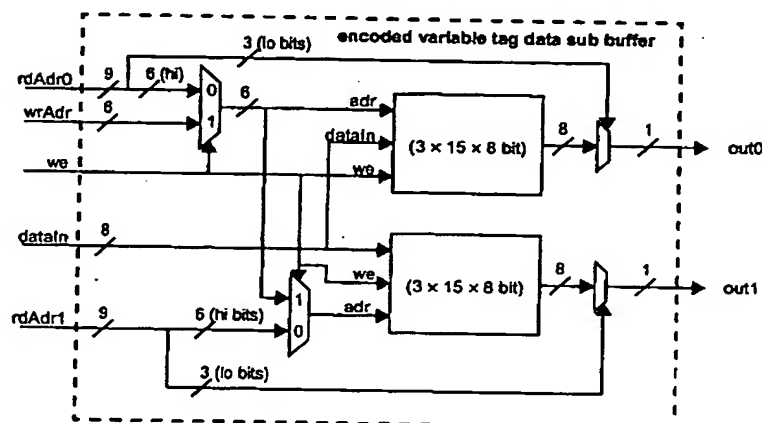 encoded variable tag data sub buffer
3 (lo bits)
rdAdr0 9 6 (hi) 0 6 adr
wrAdr 6 1 dataIn (3 × 15 × 8 bit) 8 1 out0
we we
dataIn 8
we (3 × 15 × 8 bit) 8 1 out1
1
rdAdr1 9 6 (hi bits) 0 adr
3 (lo bits)